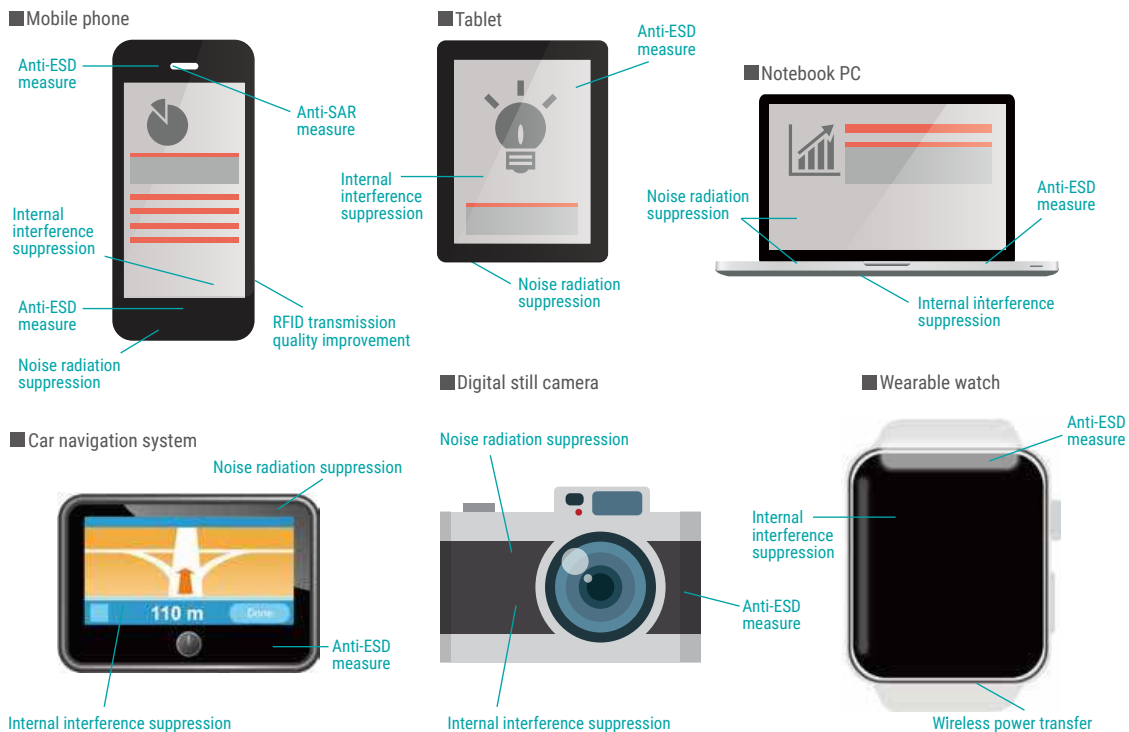 Mobile phone
Anti-ESD
measure
Anti-SAR
measure
Internal
interference
suppression
Anti-ESD
measure
RFID transmission
quality improvement
Noise radiation
suppression
Tablet
Anti-ESD
measure
Internal
interference
suppression
Noise radiation
suppression
Notebook PC
Noise radiation
suppression
Anti-ESD
measure
Internal interference
suppression
Car navigation system
Noise radiation suppression
110 m
Done
Anti-ESD
measure
Internal interference suppression
Digital still camera
Noise radiation suppression
Anti-ESD
measure
Internal interference suppression
Wearable watch
Anti-ESD
measure
Internal
interference
suppression
Wireless power transfer